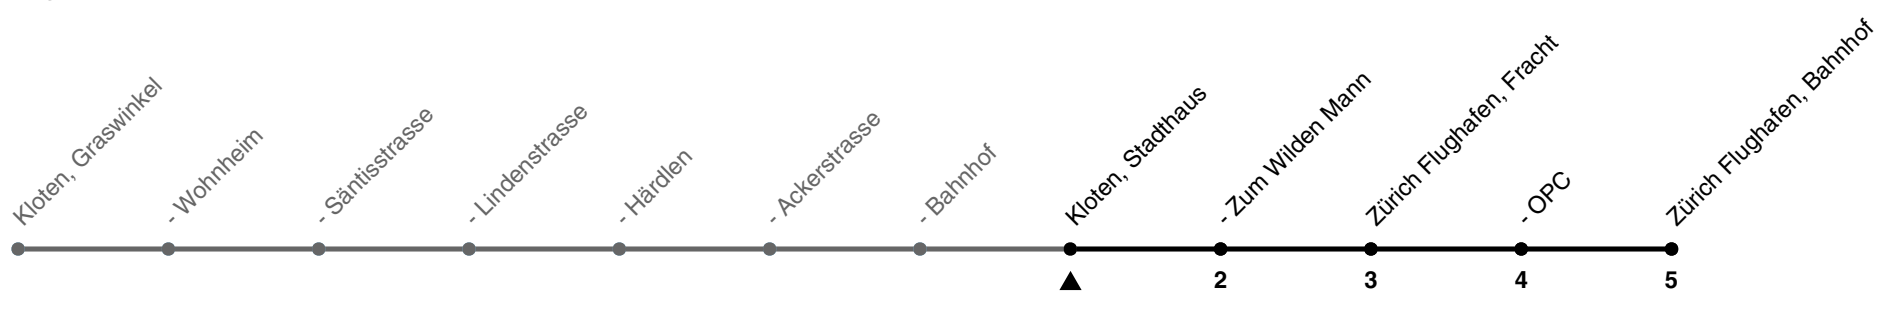 Kloten, Graswinkel
- Wohnheim
- Säntisstrasse
- Lindenstrasse
- Härdlen
- Ackerstrasse
- Bahnhof
Kloten, Stadthaus
- Zum Wilden Mann
Zürich Flughafen, Fracht
- OPC
Zürich Flughafen, Bahnhof
2
3
4
5